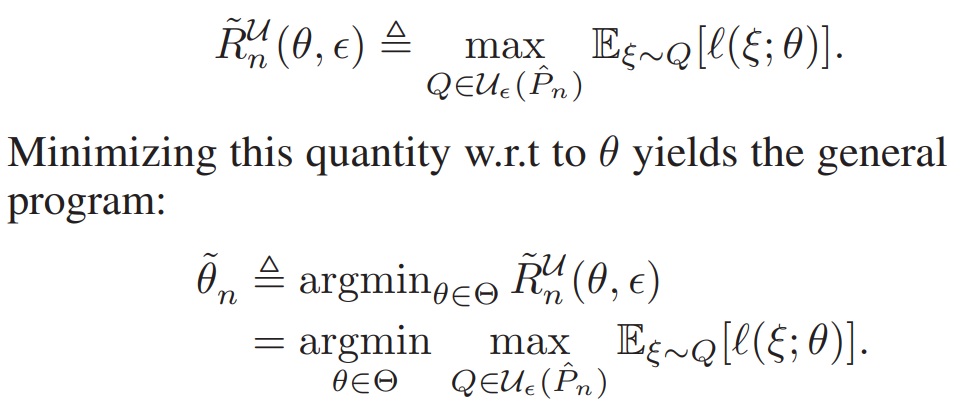 R̃ₙ^𝒰(θ, ϵ) ≜ max_{Q∈𝒰_ϵ(P̂ₙ)} 𝔼_{ξ∼Q}[ℓ(ξ; θ)].
Minimizing this quantity w.r.t to θ yields the general
program:
θ̃ₙ ≜ argmin_{θ∈Θ} R̃ₙ^𝒰(θ, ϵ)
= argmin_{θ∈Θ} max_{Q∈𝒰_ϵ(P̂ₙ)} 𝔼_{ξ∼Q}[ℓ(ξ; θ)].